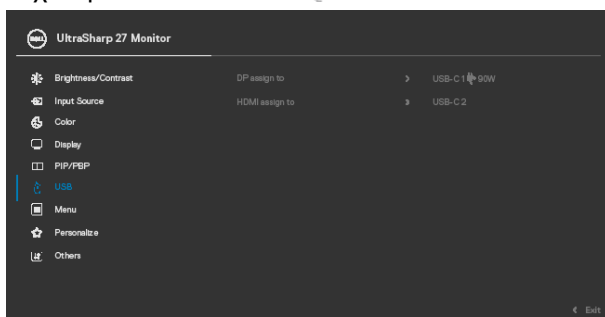 DELL UltraSharp 27 Monitor
Brightness/Contrast DP assign to USB-C 1 90W
Input Source HDMI assign to USB-C 2
Color
Display
PIP/PBP
USB
Menu
Personalize
Others
Exit